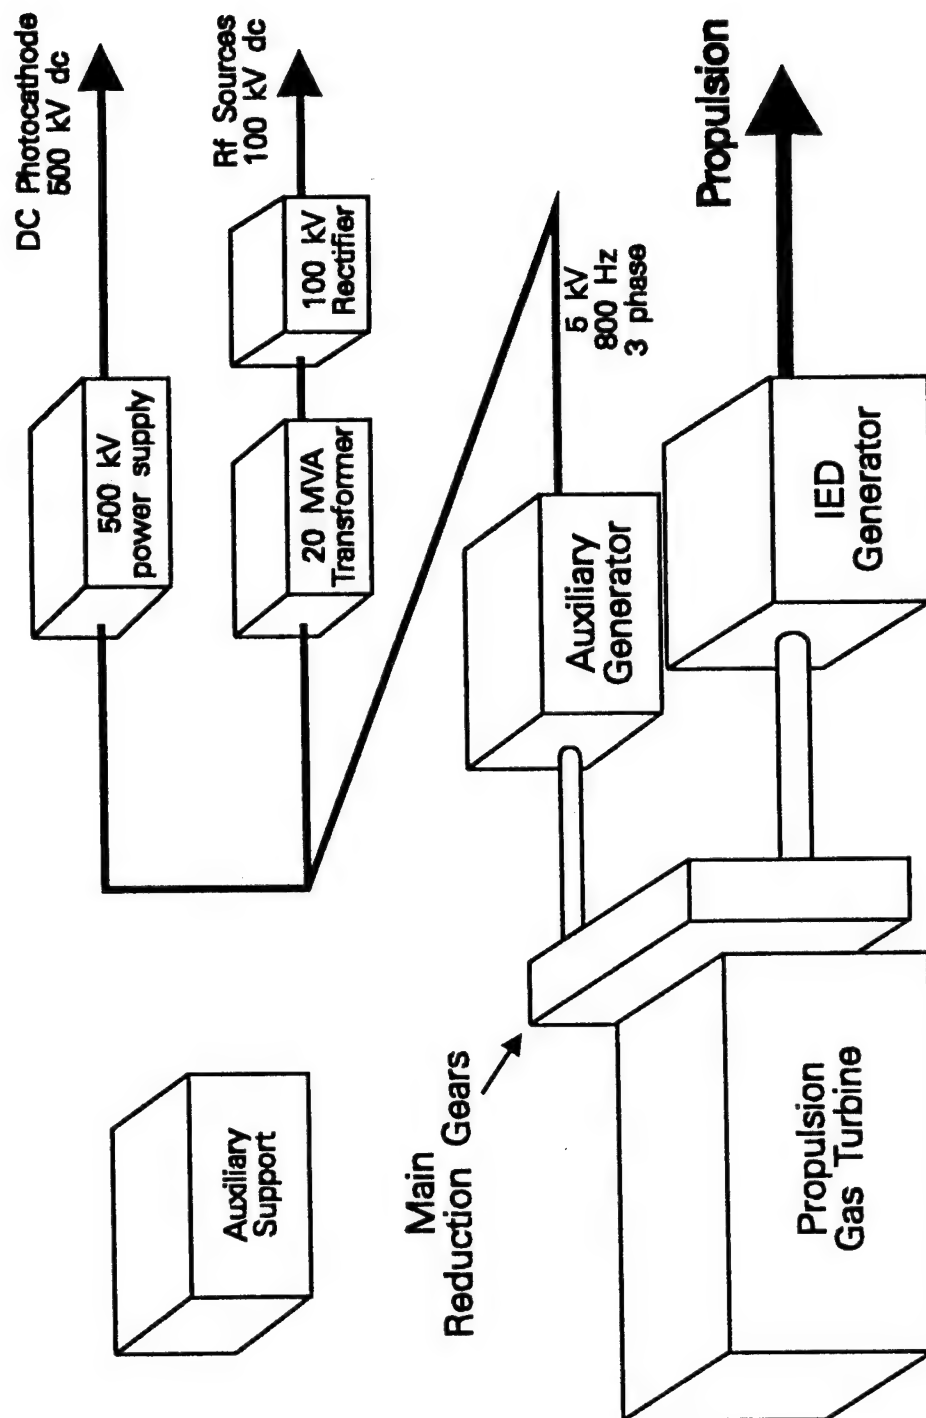 DC Photocathode
500 kV dc
Rf Sources
100 kV dc
500 kV
power supply
20 MVA
Transformer
100 kV
Rectifier
5 kV
800 Hz
3 phase
Auxiliary
Support
Main
Reduction Gears
Auxiliary
Generator
Propulsion
Gas Turbine
IED
Generator
Propulsion